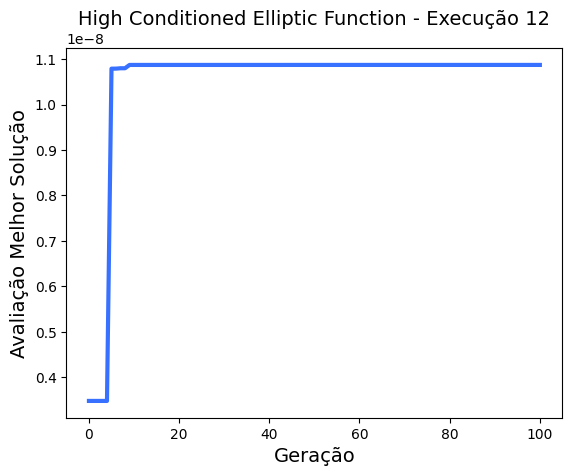 High Conditioned Elliptic Function - Execução 12
1e−8
Avaliação Melhor Solução
1.1
1.0
0.9
0.8
0.7
0.6
0.5
0.4
0 20 40 60 80 100
Geração